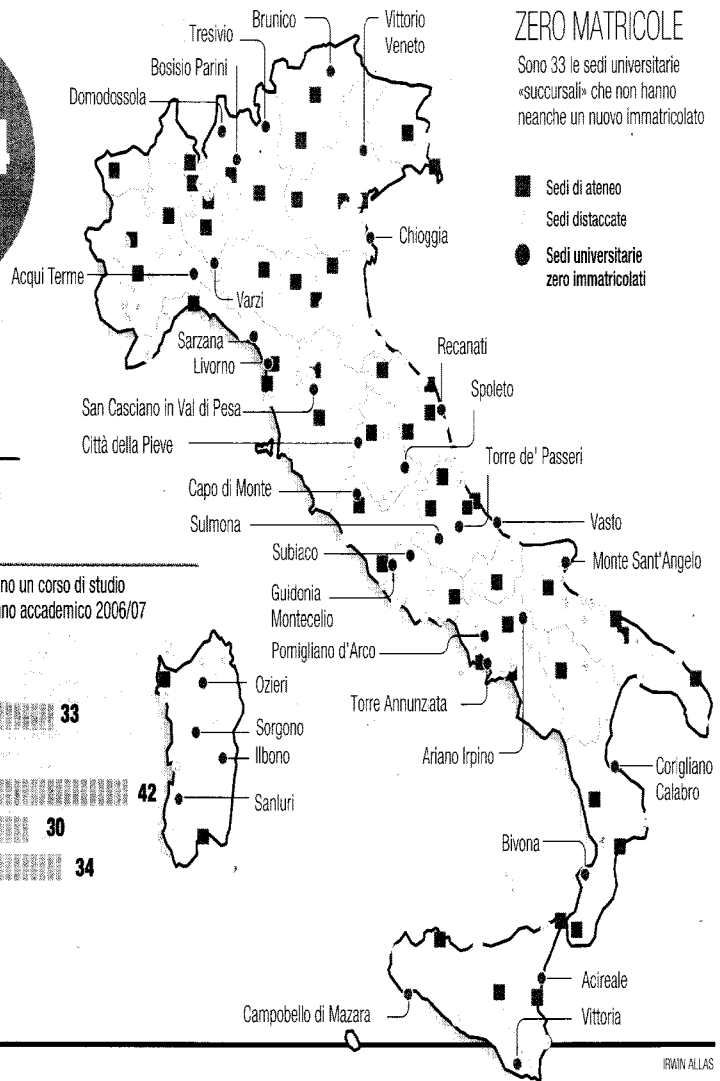 ZERO MATRICOLE
Sono 33 le sedi universitarie
«succursali» che non hanno
neanche un nuovo immatricolato
Sedi di ateneo
Sedi distaccate
Sedi universitarie
zero immatricolati
4
Brunico
Vittorio
Veneto
Tresivio
Bosisio Parini
Domodossola
Chioggia
Acqui Terme
Varzi
Sarzana
Livorno
Recanati
Spoleto
San Casciano in Val di Pesa
Città della Pieve
Torre de' Passeri
Capo di Monte
Sulmona
Vasto
Subiaco
Monte Sant'Angelo
Guidonia
Montecelio
no un corso di studio
no accademico 2006/07
Pomigliano d'Arco
Torre Annunzata
Ozieri
33
Sorgono
Ilbono
Ariano Irpino
Corigliano
Calabro
42
Sanluri
30
34
Bivona
Acireale
Campobello di Mazara
Vittoria
IRWIN ALLAS